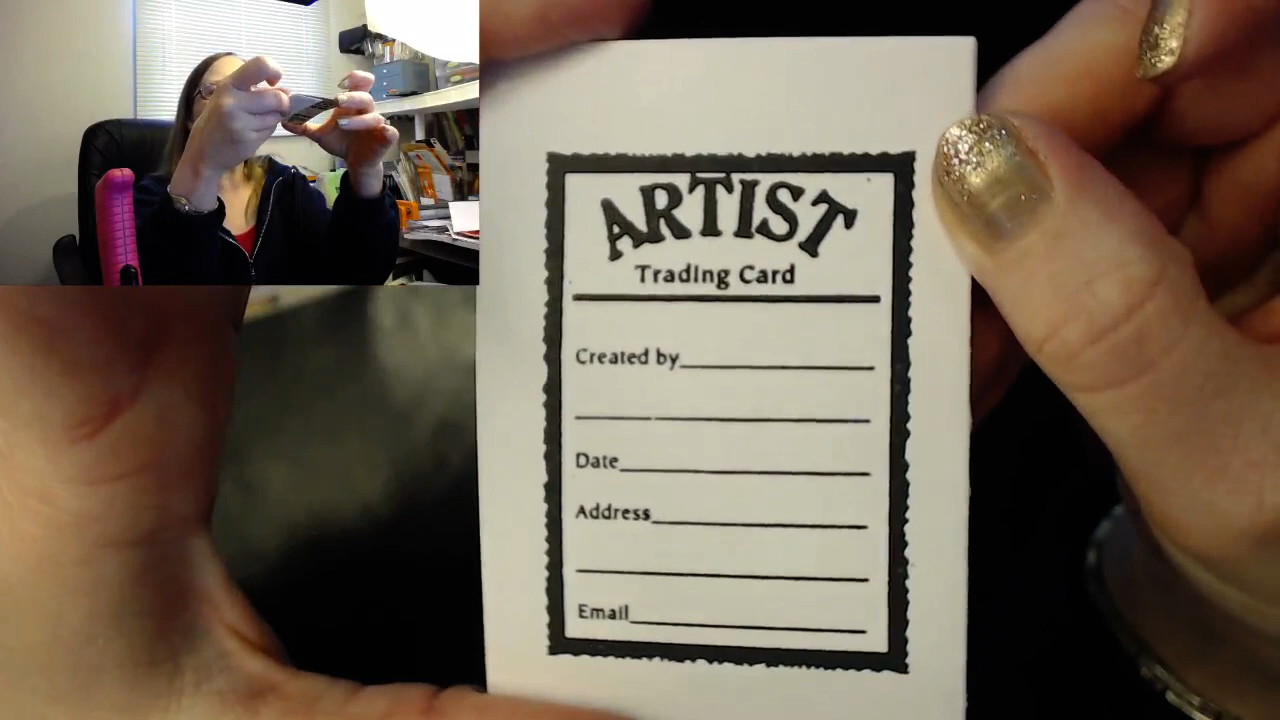 ARTIST
Trading Card
Created by
Date
Address
Email